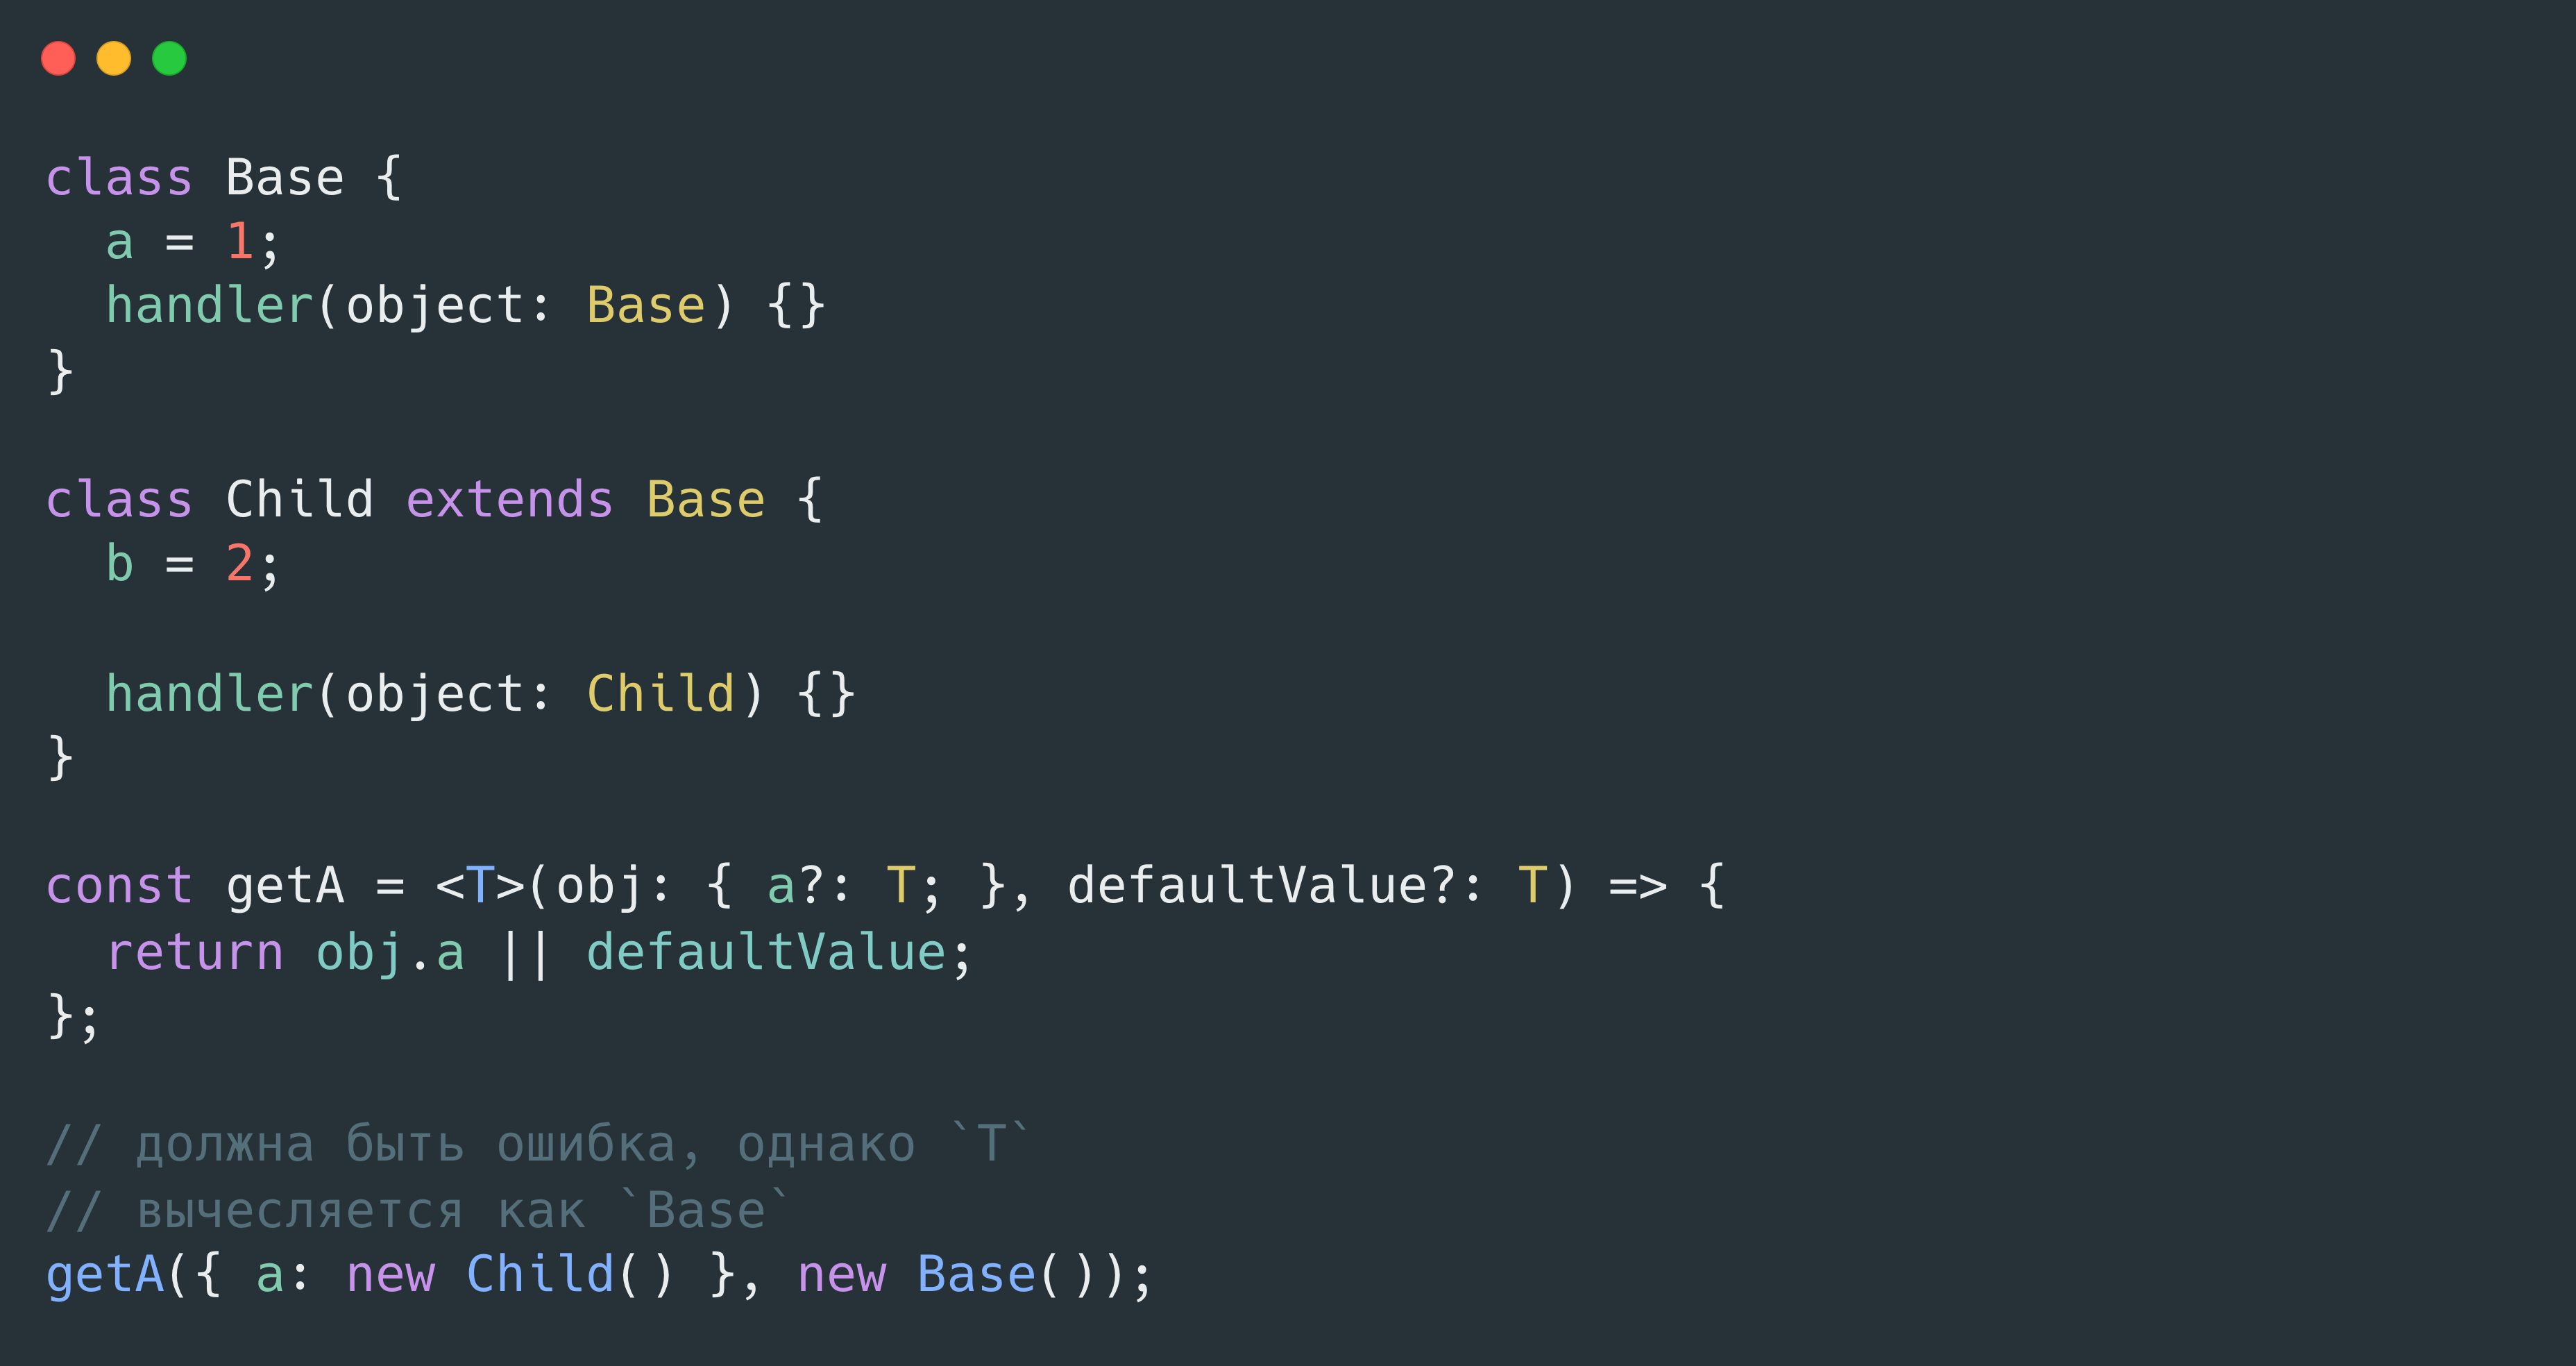 class Base {
  a = 1;
  handler(object: Base) {}
}
class Child extends Base {
  b = 2;
  handler(object: Child) {}
}
const getA = <T>(obj: { a?: T; }, defaultValue?: T) => {
  return obj.a || defaultValue;
};
// должна быть ошибка, однако `T`
// вычесляется как `Base`
getA({ a: new Child() }, new Base());